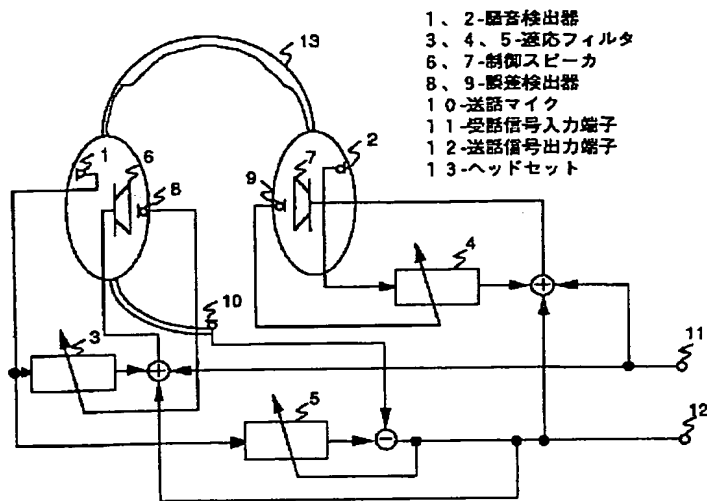 1、2-騒音検出器
3、4、5-適応フィルタ
6、7-制御スピーカ
8、9-誤差検出器
10-送話マイク
11-受話信号入力端子
12-送話信号出力端子
13-ヘッドセット
13
1
6
8
9
7
2
4
10
3
11
5
12